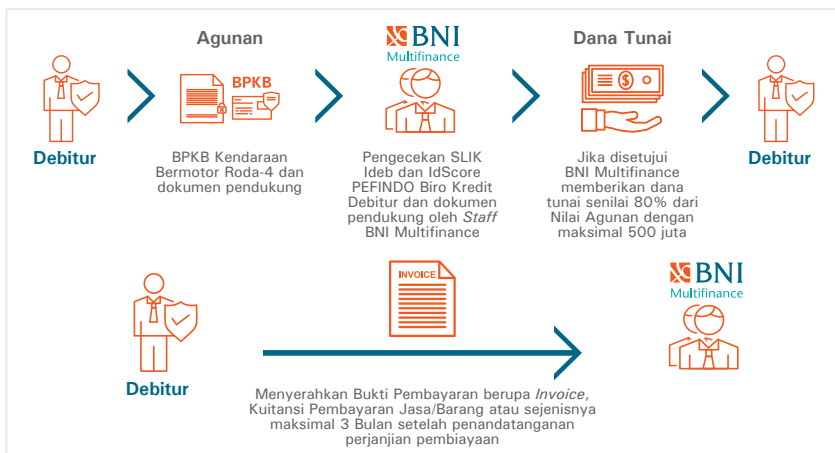 Agunan
BNI
Multifinance
Dana Tunai
BPKB
Debitur
BPKB Kendaraan
Bermotor Roda-4 dan
dokumen pendukung
Pengecekan SLIK
Ideb dan IdScore
PEFINDO Biro Kredit
Debitur dan dokumen
pendukung oleh Staff
BNI Multifinance
Jika disetujui
BNI Multifinance
memberikan dana
tunai senilai 80% dari
Nilai Agunan dengan
maksimal 500 juta
Debitur
INVOICE
BNI
Multifinance
Debitur
Menyerahkan Bukti Pembayaran berupa Invoice,
Kuitansi Pembayaran Jasa/Barang atau sejenisnya
maksimal 3 Bulan setelah penandatanganan
perjanjian pembiayaan